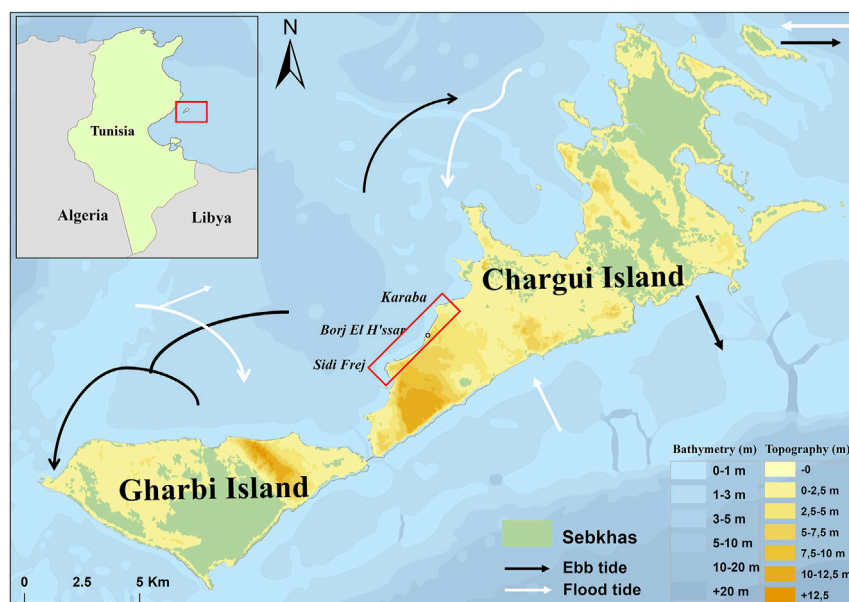 N
Tunisia
Algeria
Libya
Chargui Island
Karaba
Borj El H'ssar
Sidi Frej
Gharbi Island
Bathymetry (m)
0-1 m
1-3 m
3-5 m
5-10 m
10-20 m
+20 m
Topography (m)
-0
0-2,5 m
2,5-5 m
5-7,5 m
7,5-10 m
10-12,5 m
+12,5
Sebkhas
Ebb tide
Flood tide
0 2.5 5 Km